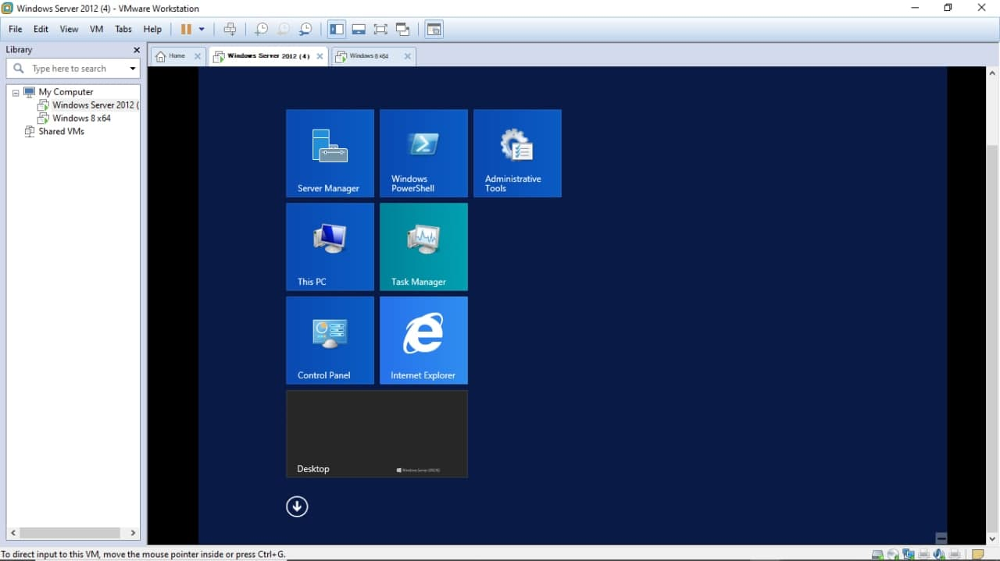 Windows Server 2012 (4) - VMware Workstation
File Edit View VM Tabs Help
Library
Type here to search
My Computer
Windows Server 2012 (
Windows 8 x64
Shared VMs
Home
Windows Server 2012 (4)
Windows 8 x64
Server Manager
Windows PowerShell
Administrative Tools
This PC
Task Manager
Control Panel
Internet Explorer
Desktop
To direct input to this VM, move the mouse pointer inside or press Ctrl+G.